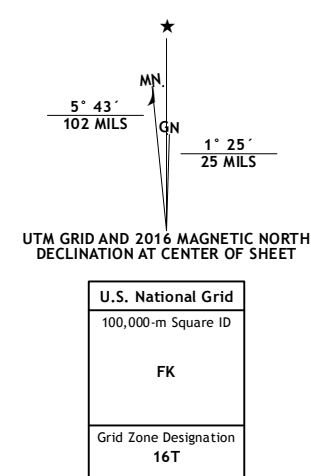 ★
MN
5° 43´
102 MILS
GN
1° 25´
25 MILS
UTM GRID AND 2016 MAGNETIC NORTH
DECLINATION AT CENTER OF SHEET
U.S. National Grid
100,000-m Square ID
FK
Grid Zone Designation
16T